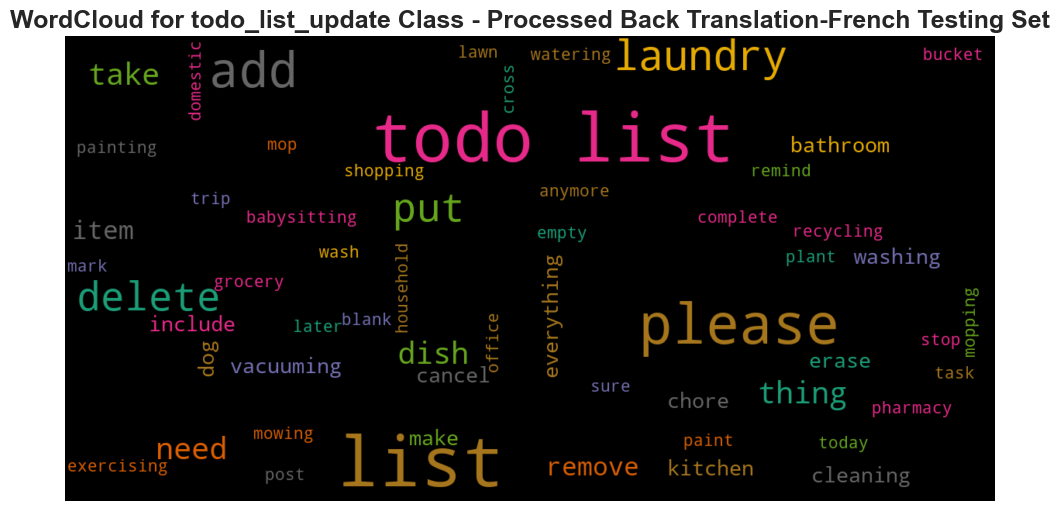 WordCloud for todo_list_update Class - Processed Back Translation-French Testing Set
take
domestic
add
lawn
cross
watering
laundry
bucket
painting
mop
todo list
bathroom
shopping
remind
trip
babysitting
put
anymore
complete
item
empty
recycling
mark
wash
household
everything
plant
washing
grocery
delete
include
later
blank
office
please
mopping
stop
dog
vacuuming
dish
cancel
sure
erase
task
chore
thing
pharmacy
need
mowing
make
paint
today
exercising
post
list
remove
kitchen
cleaning